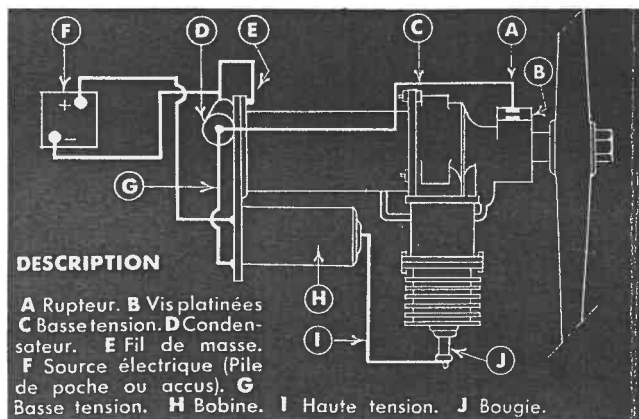 F
D
E
C
A
B
+
−
G
H
I
J
DESCRIPTION
A Rupteur. B Vis platinées
C Basse tension. D Conden-
sateur. E Fil de masse.
F Source électrique (Pile
de poche ou accus). G
Basse tension. H Bobine. I Haute tension. J Bougie.